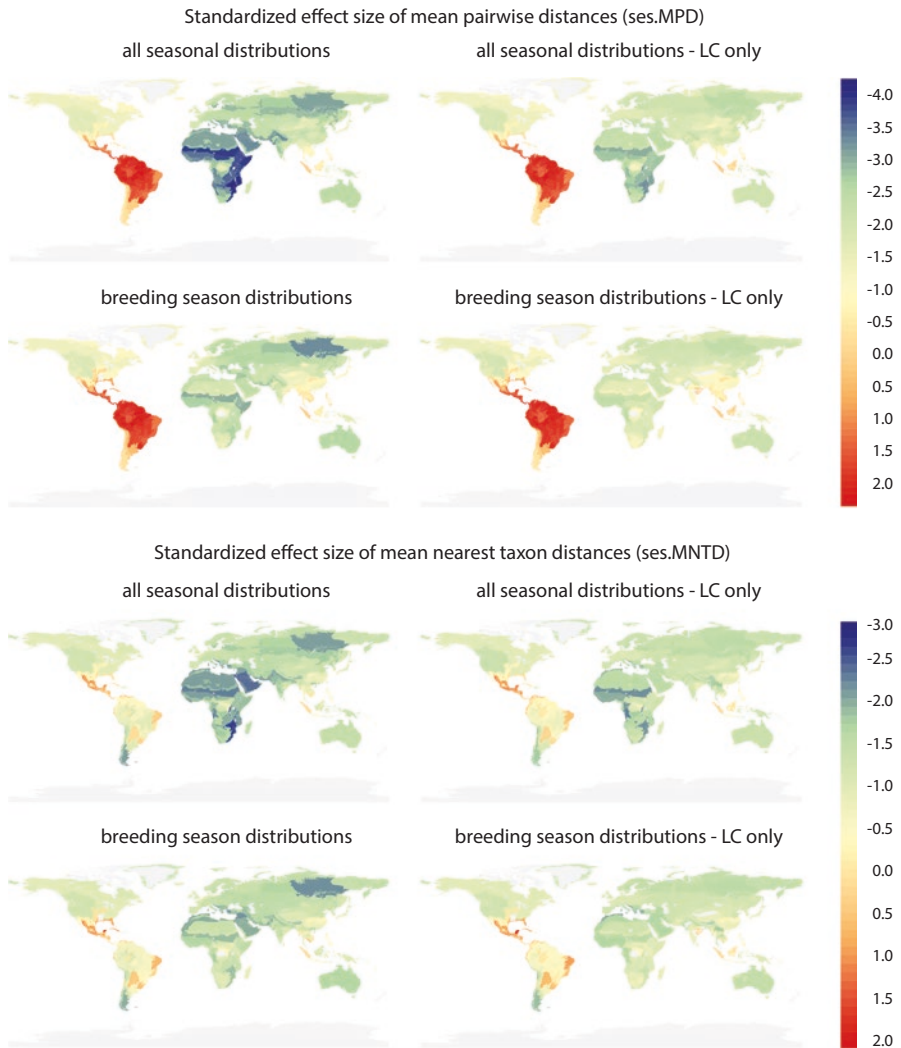 Standardized effect size of mean pairwise distances (ses.MPD)
all seasonal distributions
all seasonal distributions - LC only
-4.0
-3.5
-3.0
-2.5
-2.0
-1.5
-1.0
-0.5
0.0
0.5
1.0
1.5
2.0
breeding season distributions
breeding season distributions - LC only
Standardized effect size of mean nearest taxon distances (ses.MNTD)
all seasonal distributions
all seasonal distributions - LC only
-3.0
-2.5
-2.0
-1.5
-1.0
-0.5
0.0
0.5
1.0
1.5
2.0
breeding season distributions
breeding season distributions - LC only